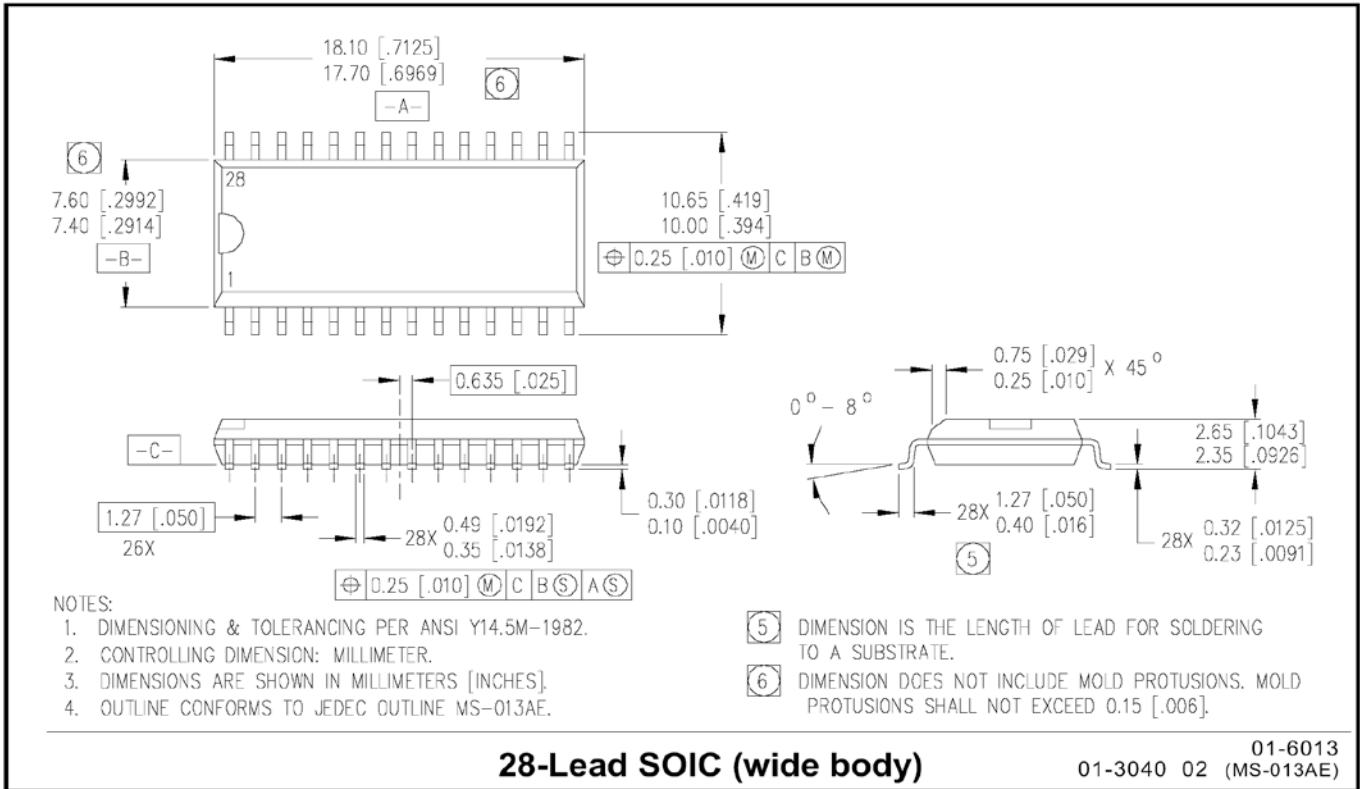 18.10 [.7125]
17.70 [.6969]
6
-A-
6
7.60 [.2992]
7.40 [.2914]
-B-
28
1
10.65 [.419]
10.00 [.394]
⌖ 0.25 [.010] Ⓜ C B Ⓜ
0.635 [.025]
-C-
1.27 [.050]
26X
28X 0.49 [.0192]
0.35 [.0138]
⌖ 0.25 [.010] Ⓜ C B Ⓢ A Ⓢ
0.30 [.0118]
0.10 [.0040]
0.75 [.029]
0.25 [.010] X 45°
0° – 8°
2.65 [.1043]
2.35 [.0926]
28X 1.27 [.050]
0.40 [.016]
5
28X 0.32 [.0125]
0.23 [.0091]
NOTES:
1. DIMENSIONING & TOLERANCING PER ANSI Y14.5M-1982.
2. CONTROLLING DIMENSION: MILLIMETER.
3. DIMENSIONS ARE SHOWN IN MILLIMETERS [INCHES].
4. OUTLINE CONFORMS TO JEDEC OUTLINE MS-013AE.
5 DIMENSION IS THE LENGTH OF LEAD FOR SOLDERING
TO A SUBSTRATE.
6 DIMENSION DOES NOT INCLUDE MOLD PROTUSIONS. MOLD
PROTUSIONS SHALL NOT EXCEED 0.15 [.006].
28-Lead SOIC (wide body)
01-6013
01-3040 02 (MS-013AE)